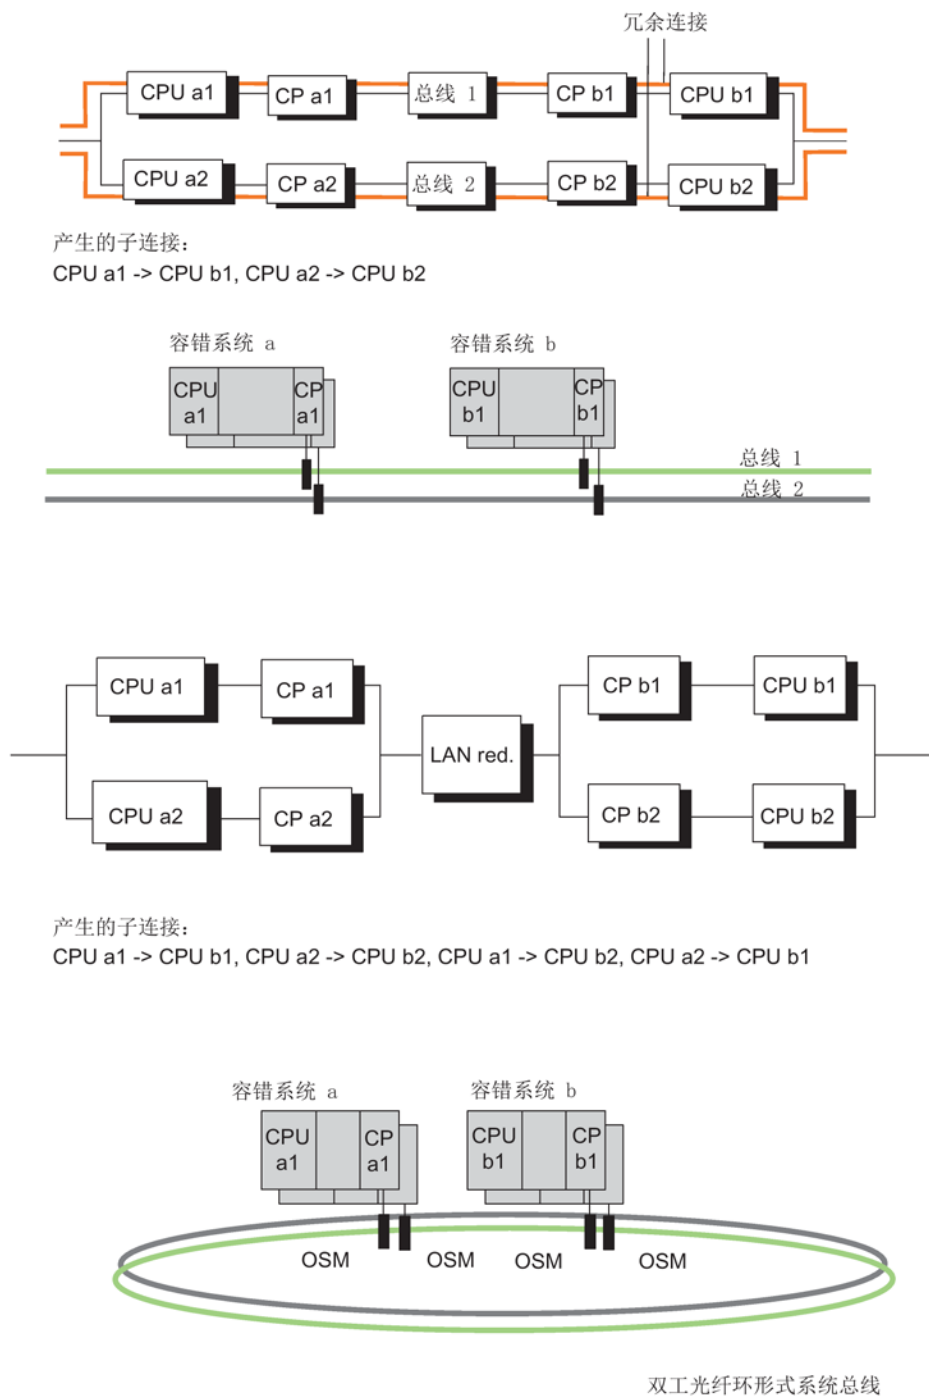 冗余连接
CPU a1
CP a1
总线 1
CP b1
CPU b1
CPU a2
CP a2
总线 2
CP b2
CPU b2
产生的子连接:
CPU a1 -> CPU b1, CPU a2 -> CPU b2
容错系统 a
容错系统 b
CPU
a1
CP
a1
CPU
b1
CP
b1
总线 1
总线 2
CPU a1
CP a1
CP b1
CPU b1
LAN red.
CPU a2
CP a2
CP b2
CPU b2
产生的子连接:
CPU a1 -> CPU b1, CPU a2 -> CPU b2, CPU a1 -> CPU b2, CPU a2 -> CPU b1
容错系统 a
容错系统 b
CPU
a1
CP
a1
CPU
b1
CP
b1
OSM
OSM
OSM
OSM
双工光纤环形式系统总线